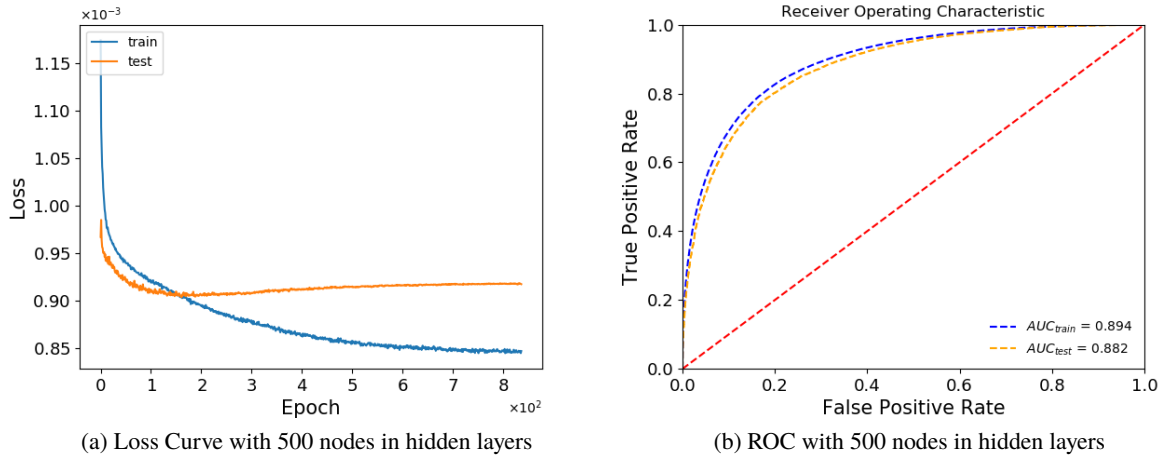 ×10⁻³
train
test
1.15
1.10
1.05
1.00
0.95
0.90
0.85
Loss
0 1 2 3 4 5 6 7 8
Epoch
×10²
(a) Loss Curve with 500 nodes in hidden layers
Receiver Operating Characteristic
1.0
0.8
0.6
0.4
0.2
0.0
True Positive Rate
AUCtrain = 0.894
AUCtest = 0.882
0.0 0.2 0.4 0.6 0.8 1.0
False Positive Rate
(b) ROC with 500 nodes in hidden layers